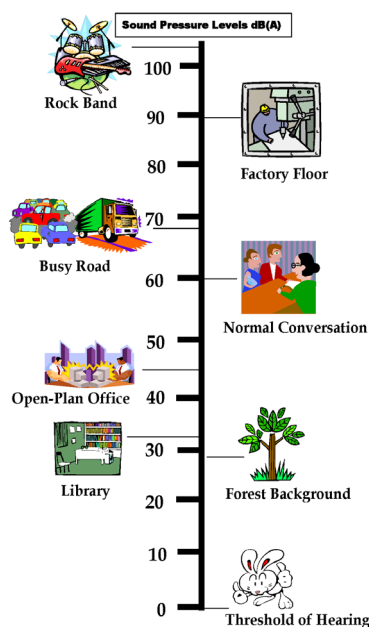 Sound Pressure Levels dB(A)
100
Rock Band
90
Factory Floor
80
70
Busy Road
60
Normal Conversation
50
Open-Plan Office
40
30
Library
Forest Background
20
10
0
Threshold of Hearing